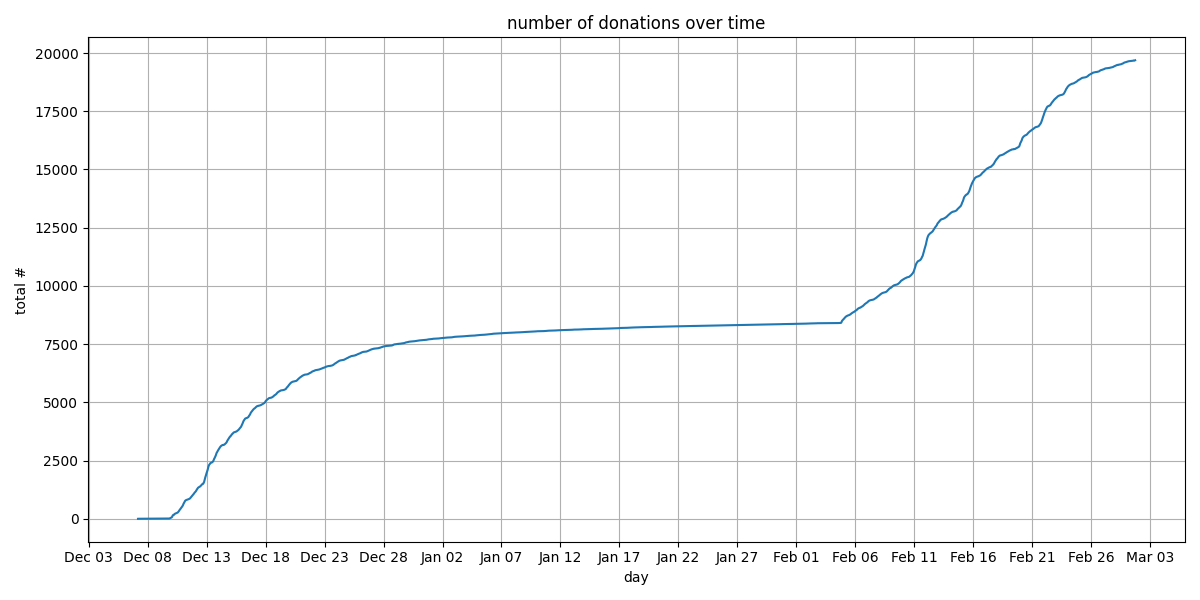 number of donations over time
20000
17500
15000
12500
10000
7500
5000
2500
0
total #
Dec 03 Dec 08 Dec 13 Dec 18 Dec 23 Dec 28 Jan 02 Jan 07 Jan 12 Jan 17 Jan 22 Jan 27 Feb 01 Feb 06 Feb 11 Feb 16 Feb 21 Feb 26 Mar 03
day